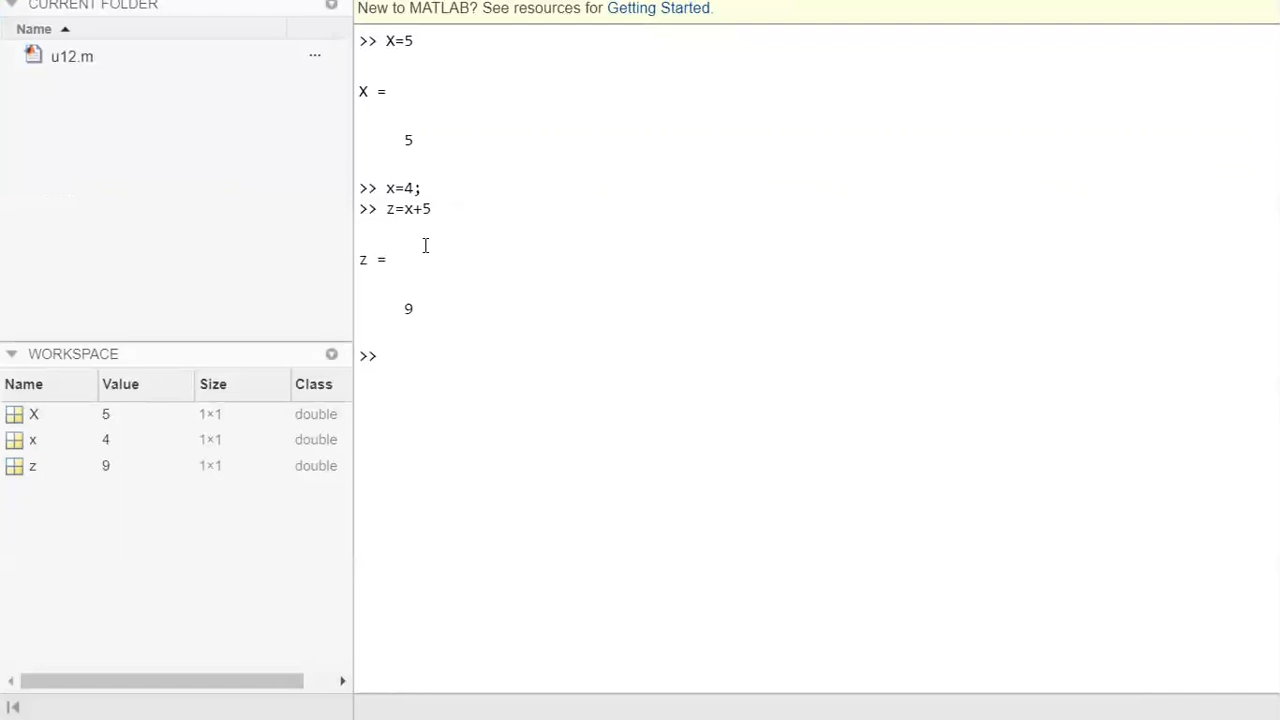 CURRENT FOLDER
Name
u12.m
...
New to MATLAB? See resources for Getting Started.
>> X=5
X =
5
>> x=4;
>> z=x+5
z =
9
>>
WORKSPACE
Name Value Size Class
X 5 1×1 double
x 4 1×1 double
z 9 1×1 double